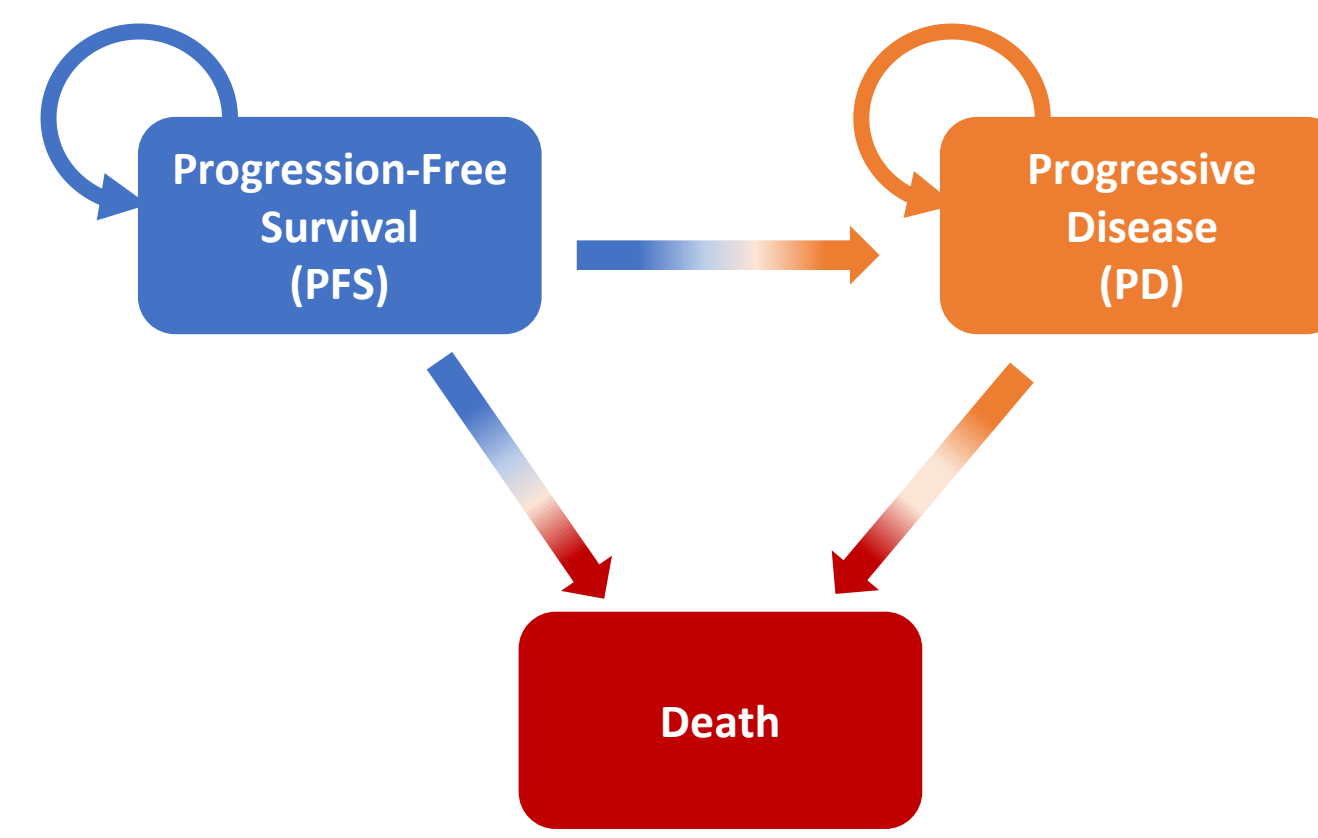 Progression-Free
Survival
(PFS)
Progressive
Disease
(PD)
Death